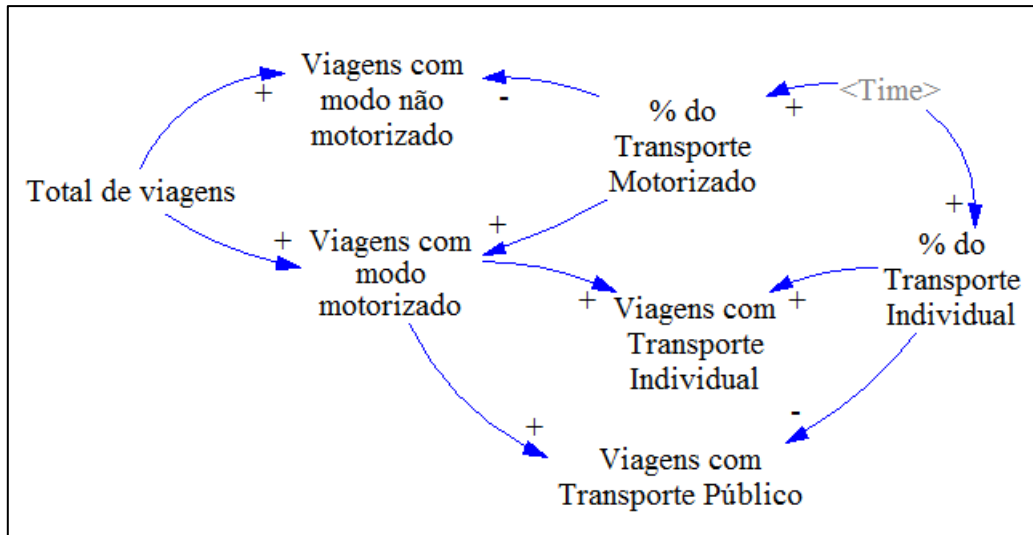 Viagens com
modo não
motorizado
+
-
% do
Transporte
Motorizado
+
<Time>
Total de viagens
+
Viagens com
modo
motorizado
+
+
% do
Transporte
Individual
+
Viagens com
Transporte
Individual
+
+
Viagens com
Transporte Público
-